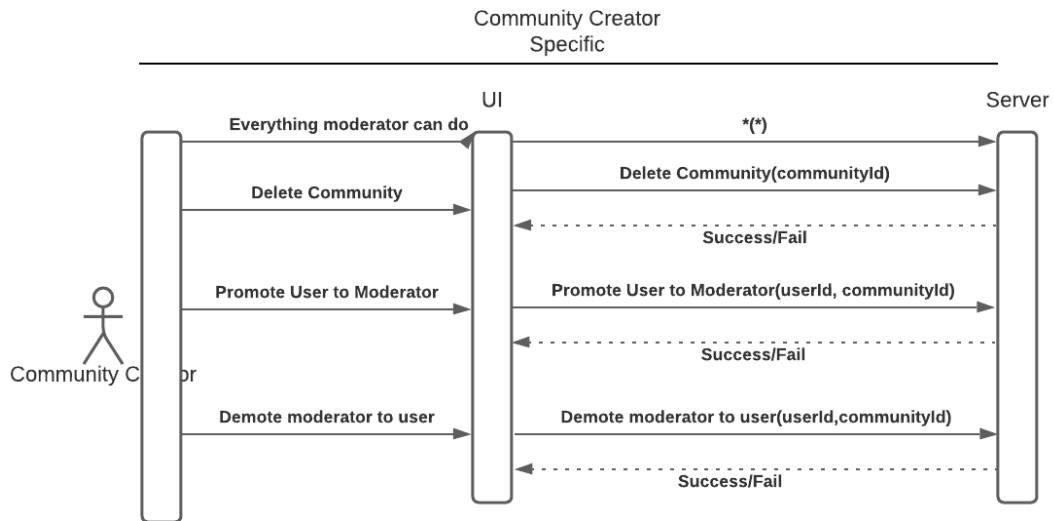 Community Creator
Specific
UI
Server
Everything moderator can do
*(*)
Delete Community(communityId)
Delete Community
Success/Fail
Promote User to Moderator
Promote User to Moderator(userId, communityId)
Success/Fail
Community C or
Demote moderator to user
Demote moderator to user(userId,communityId)
Success/Fail